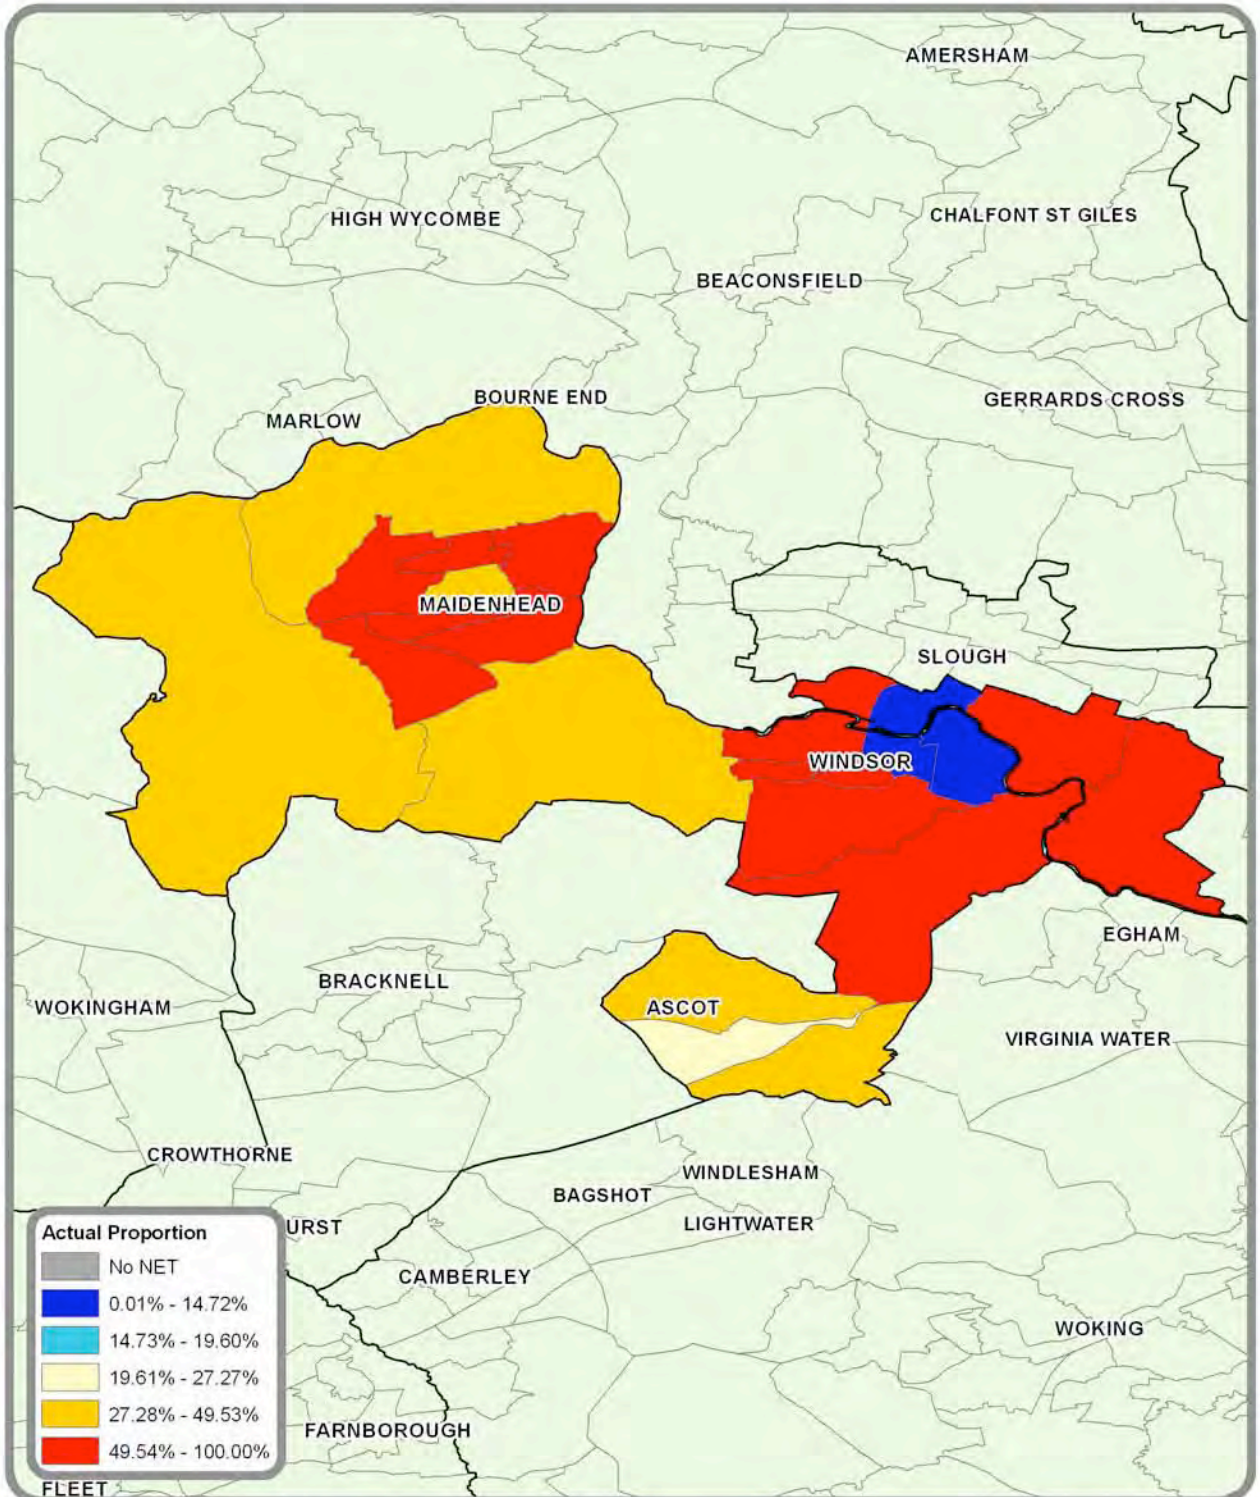 AMERSHAM
HIGH WYCOMBE
CHALFONT ST GILES
BEACONSFIELD
BOURNE END
GERRARDS CROSS
MARLOW
MAIDENHEAD
SLOUGH
WINDSOR
EGHAM
BRACKNELL
WOKINGHAM
ASCOT
VIRGINIA WATER
CROWTHORNE
WINDLESHAM
BAGSHOT
LIGHTWATER
URST
CAMBERLEY
WOKING
FARNBOROUGH
FLEET
Actual Proportion
No NET
0.01% - 14.72%
14.73% - 19.60%
19.61% - 27.27%
27.28% - 49.53%
49.54% - 100.00%